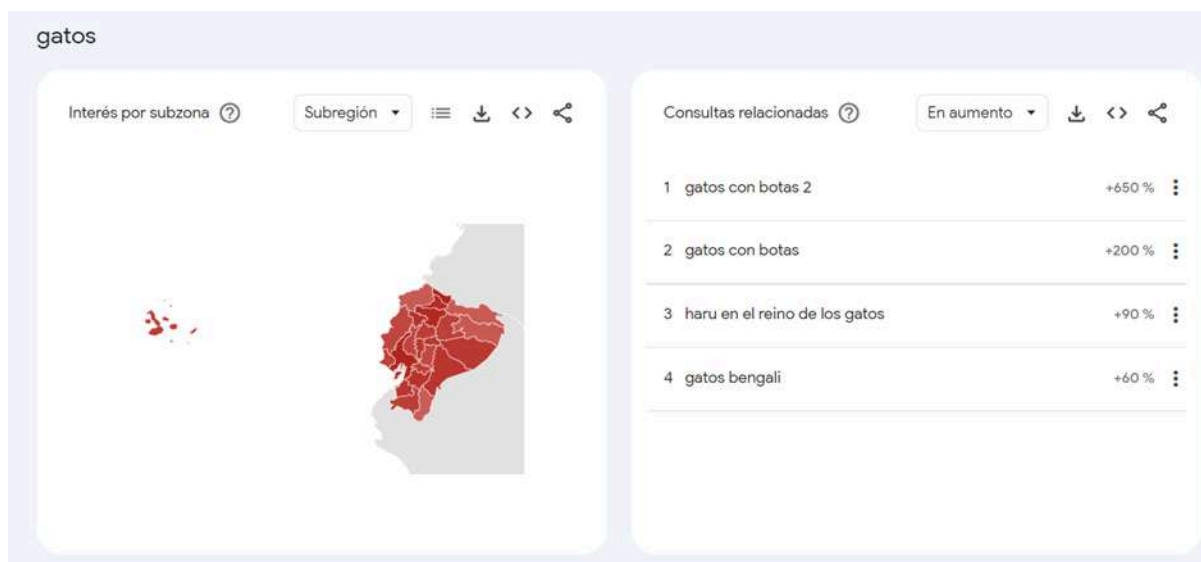 gatos
Interés por subzona
Subregión
Consultas relacionadas
En aumento
1 gatos con botas 2 +650 %
2 gatos con botas +200 %
3 haru en el reino de los gatos +90 %
4 gatos bengali +60 %